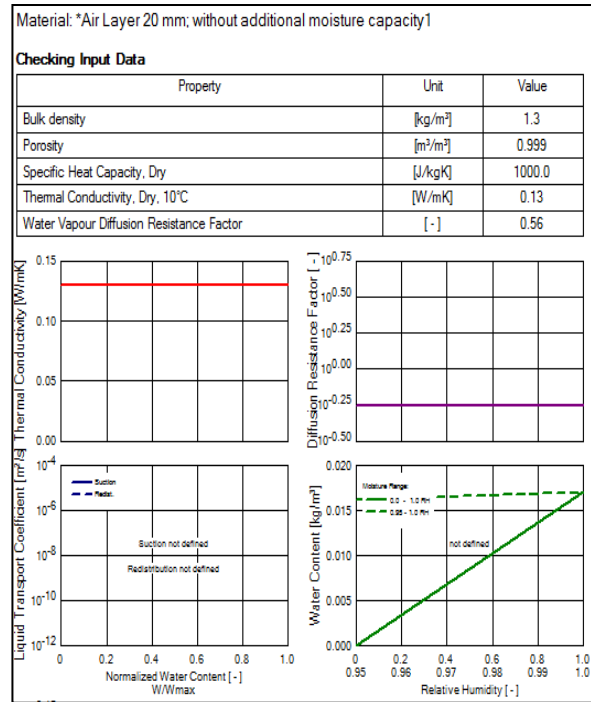 Material: *Air Layer 20 mm; without additional moisture capacity1
Checking Input Data
Property Unit Value
Bulk density [kg/m³] 1.3
Porosity [m³/m³] 0.999
Specific Heat Capacity, Dry [J/kgK] 1000.0
Thermal Conductivity, Dry, 10°C [W/mK] 0.13
Water Vapour Diffusion Resistance Factor [ - ] 0.56
Thermal Conductivity [W/mK]
0.15
0.10
0.05
0.00
Diffusion Resistance Factor [ - ]
10^0.75
10^0.50
10^0.25
10^0.00
10^-0.25
10^-0.50
Liquid Transport Coefficient [m²/s]
10^-4
10^-6
10^-8
10^-10
10^-12
Suction
Redist.
Suction not defined
Redistribution not defined
0 0.2 0.4 0.6 0.8 1.0
Normalized Water Content [ - ]
W/Wmax
Water Content [kg/m³]
0.020
0.015
0.010
0.005
0.000
Moisture Range:
0.0 - 1.0 RH
0.95 - 1.0 RH
not defined
0 0.2 0.4 0.6 0.8 1.0
0.95 0.96 0.97 0.98 0.99 1.0
Relative Humidity [ - ]